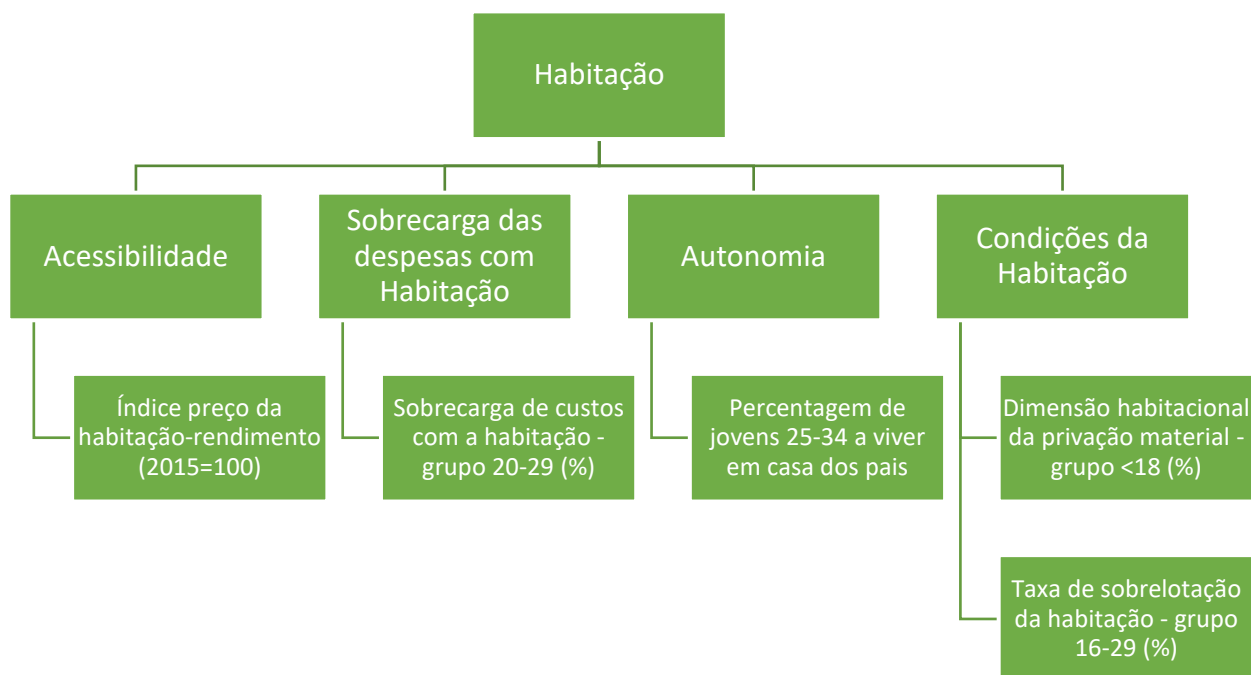 Habitação
Acessibilidade
Sobrecarga das
despesas com
Habitação
Autonomia
Condições da
Habitação
Índice preço da
habitação-rendimento
(2015=100)
Sobrecarga de custos
com a habitação -
grupo 20-29 (%)
Percentagem de
jovens 25-34 a viver
em casa dos pais
Dimensão habitacional
da privação material -
grupo <18 (%)
Taxa de sobrelotação
da habitação - grupo
16-29 (%)